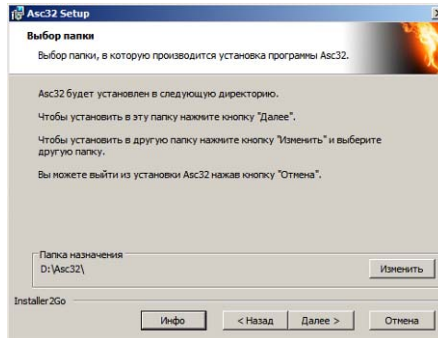 Asc32 Setup
Выбор папки
Выбор папки, в которую производится установка программы Asc32.
Asc32 будет установлен в следующую директорию.
Чтобы установить в эту папку нажмите кнопку "Далее".
Чтобы установить в другую папку нажмите кнопку "Изменить" и выберите
другую папку.
Вы можете выйти из установки Asc32 нажав кнопку "Отмена".
Папка назначения
D:\Asc32\
Изменить
Installer2Go
Инфо
< Назад
Далее >
Отмена